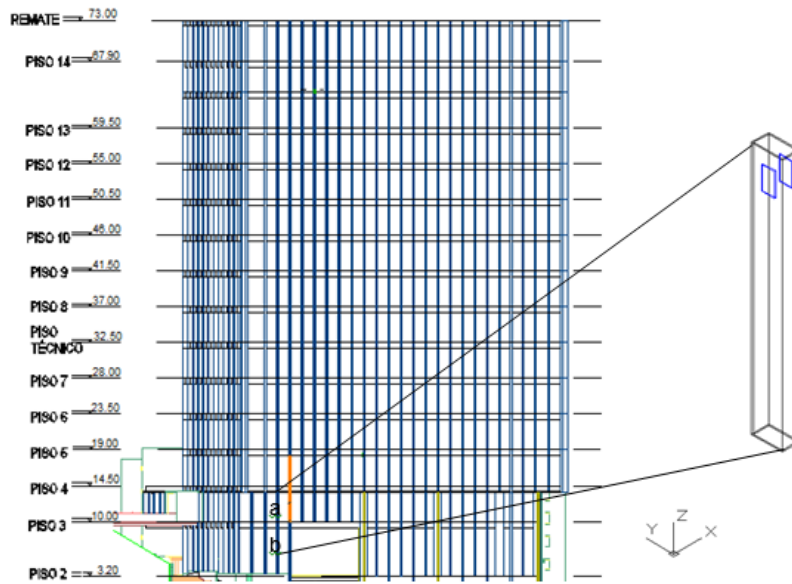 REMATE 73.00
PISO 14 67.90
PISO 13 59.50
PISO 12 55.00
PISO 11 50.50
PISO 10 46.00
PISO 9 41.50
PISO 8 37.00
PISO
TÉCNICO 32.50
PISO 7 28.00
PISO 6 23.50
PISO 5 19.00
PISO 4 14.50
a
PISO 3 10.00
b
PISO 2 3.20
Z
Y X